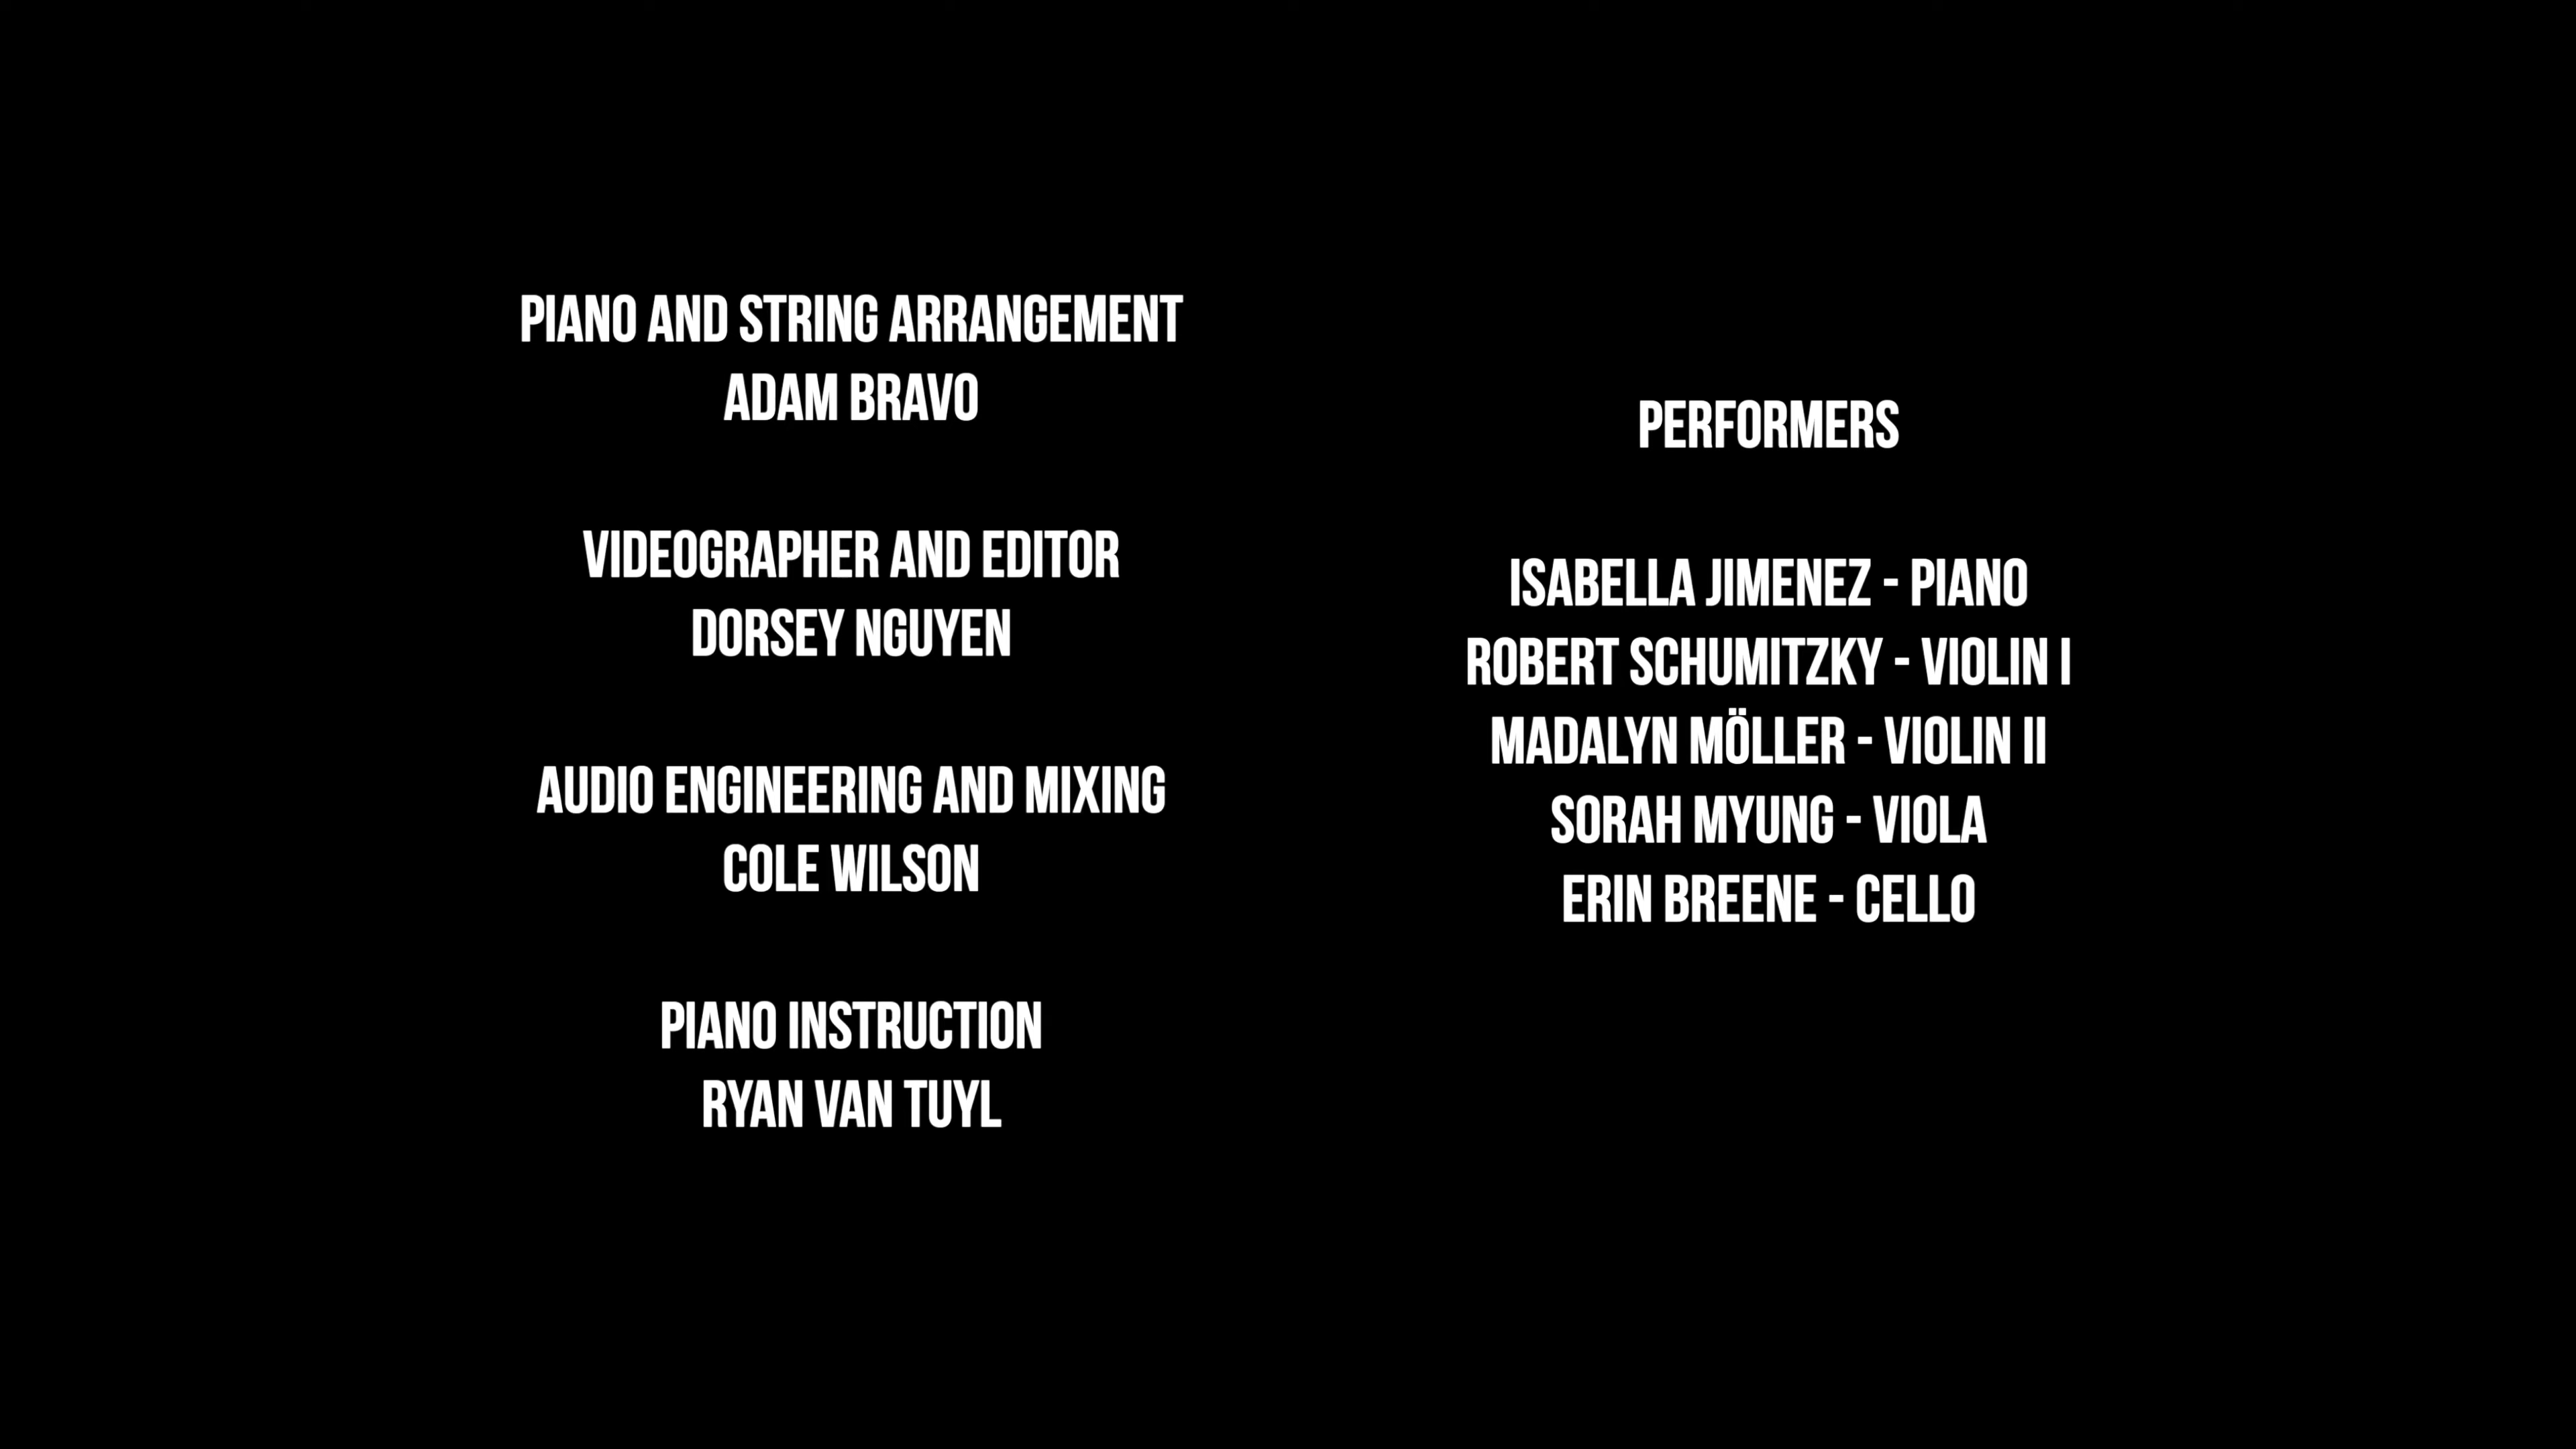 PIANO AND STRING ARRANGEMENT
ADAM BRAVO
VIDEOGRAPHER AND EDITOR
DORSEY NGUYEN
AUDIO ENGINEERING AND MIXING
COLE WILSON
PIANO INSTRUCTION
RYAN VAN TUYL
PERFORMERS
ISABELLA JIMENEZ - PIANO
ROBERT SCHUMITZKY - VIOLIN I
MADALYN MÖLLER - VIOLIN II
SORAH MYUNG - VIOLA
ERIN BREENE - CELLO